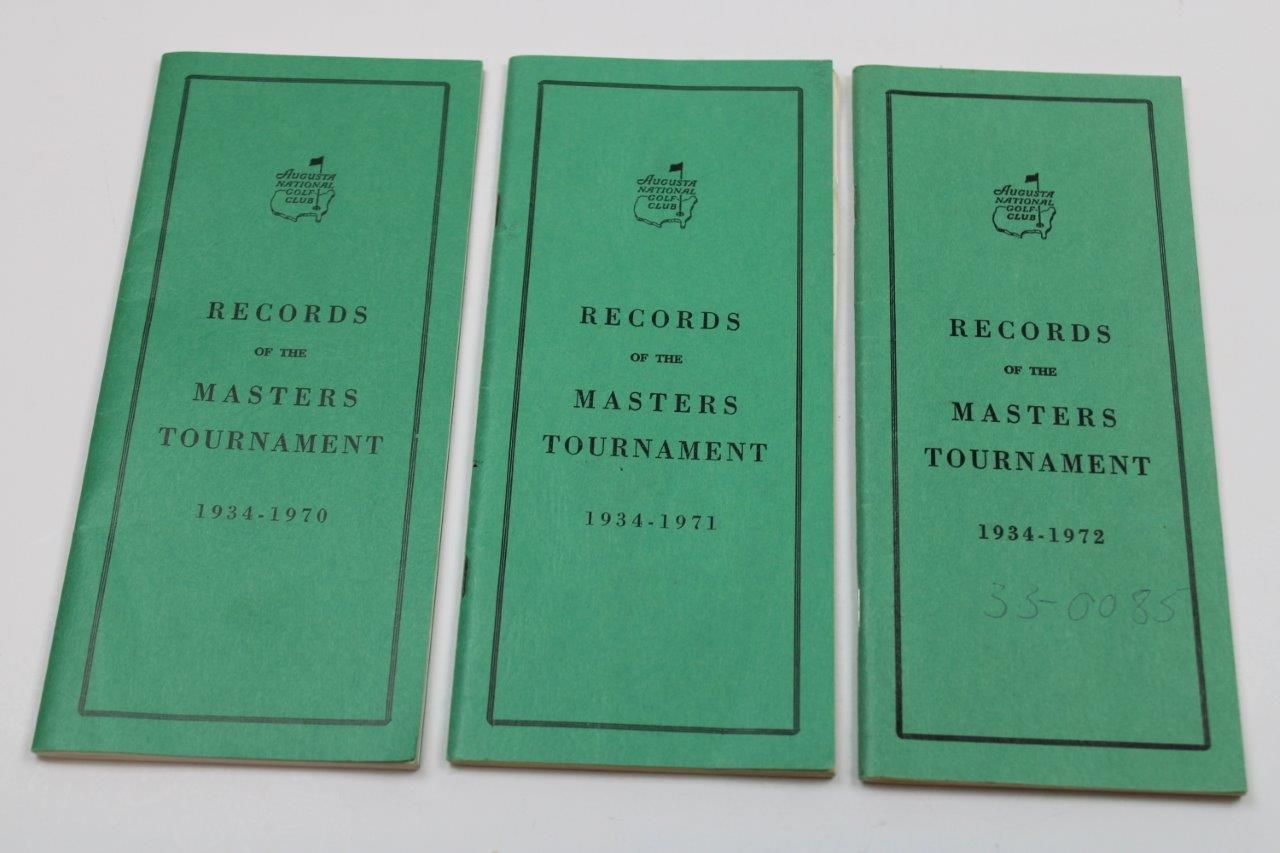 AUGUSTA
NATIONAL
GOLF
CLUB
RECORDS
OF THE
MASTERS
TOURNAMENT
1934-1970
AUGUSTA
NATIONAL
GOLF
CLUB
RECORDS
OF THE
MASTERS
TOURNAMENT
1934-1971
AUGUSTA
NATIONAL
GOLF
CLUB
RECORDS
OF THE
MASTERS
TOURNAMENT
1934-1972
33-0085